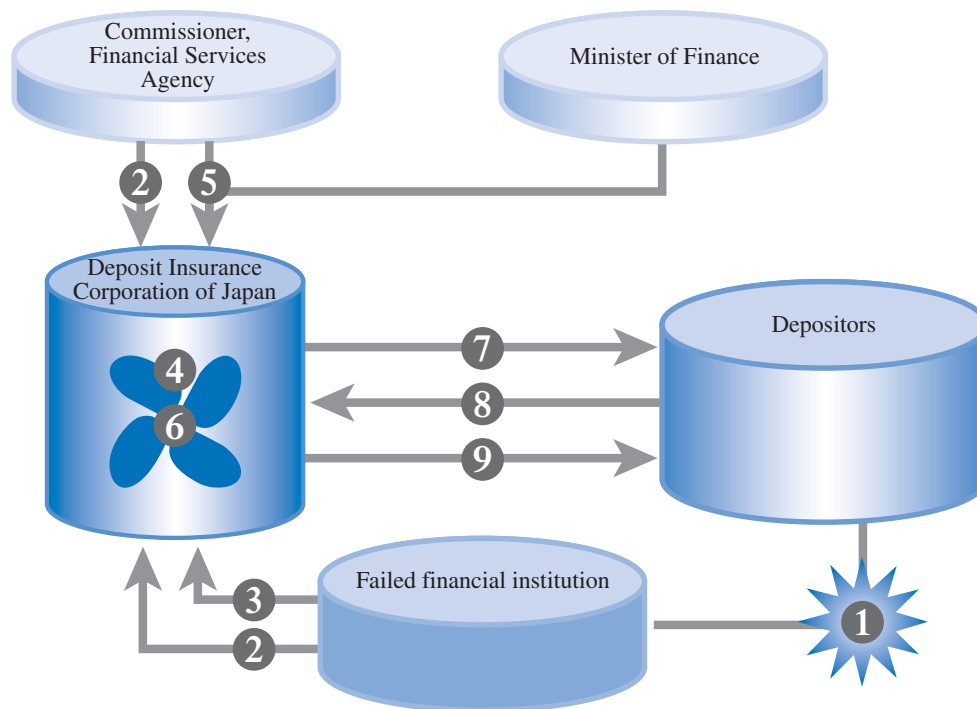 Commissioner,
Financial Services
Agency
Minister of Finance
2
5
Deposit Insurance
Corporation of Japan
Depositors
4
7
8
6
9
Failed financial institution
3
2
1